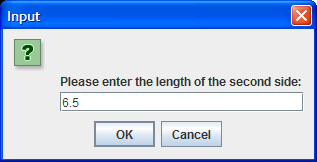 Input
?
Please enter the length of the second side:
6.5
OK
Cancel